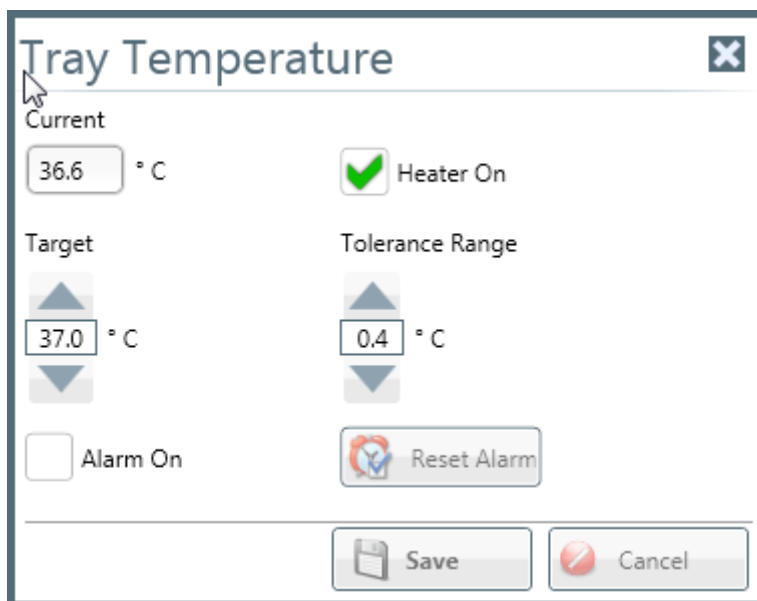 Tray Temperature
Current
36.6 ° C
Heater On
Target
Tolerance Range
37.0 ° C
0.4 ° C
Alarm On
Reset Alarm
Save
Cancel